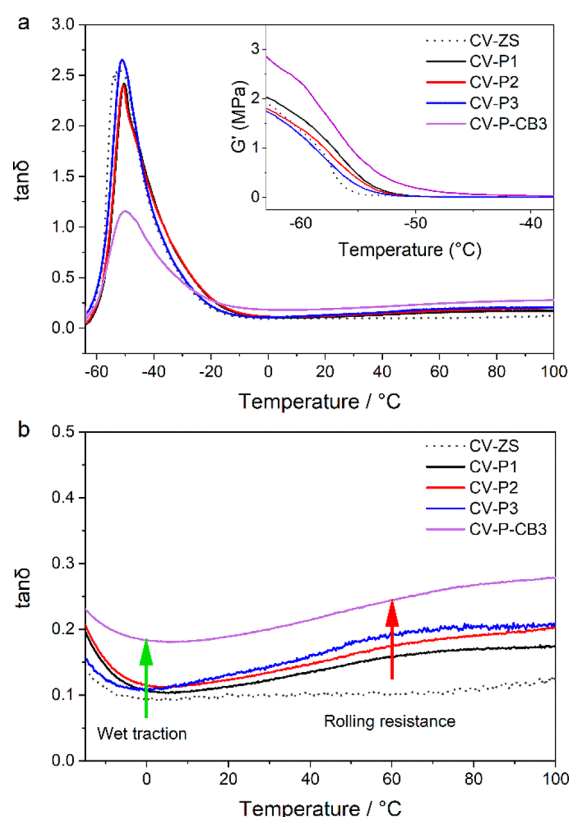 a
3.0
2.5
2.0
1.5
1.0
0.5
0.0
tanδ
-60 -40 -20 0 20 40 60 80 100
Temperature / °C
3
2
1
0
G' (MPa)
-60 -50 -40
Temperature (°C)
CV-ZS
CV-P1
CV-P2
CV-P3
CV-P-CB3
b
0.5
0.4
0.3
0.2
0.1
0.0
tanδ
0 20 40 60 80 100
Temperature / °C
CV-ZS
CV-P1
CV-P2
CV-P3
CV-P-CB3
Wet traction
Rolling resistance